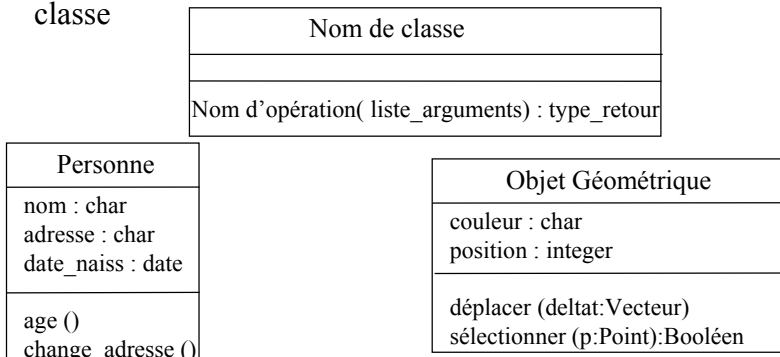 classe
Nom de classe
Nom d’opération( liste_arguments) : type_retour
Personne
nom : char
adresse : char
date_naiss : date
age ()
change_adresse ()
Objet Géométrique
couleur : char
position : integer
déplacer (deltat:Vecteur)
sélectionner (p:Point):Booléen